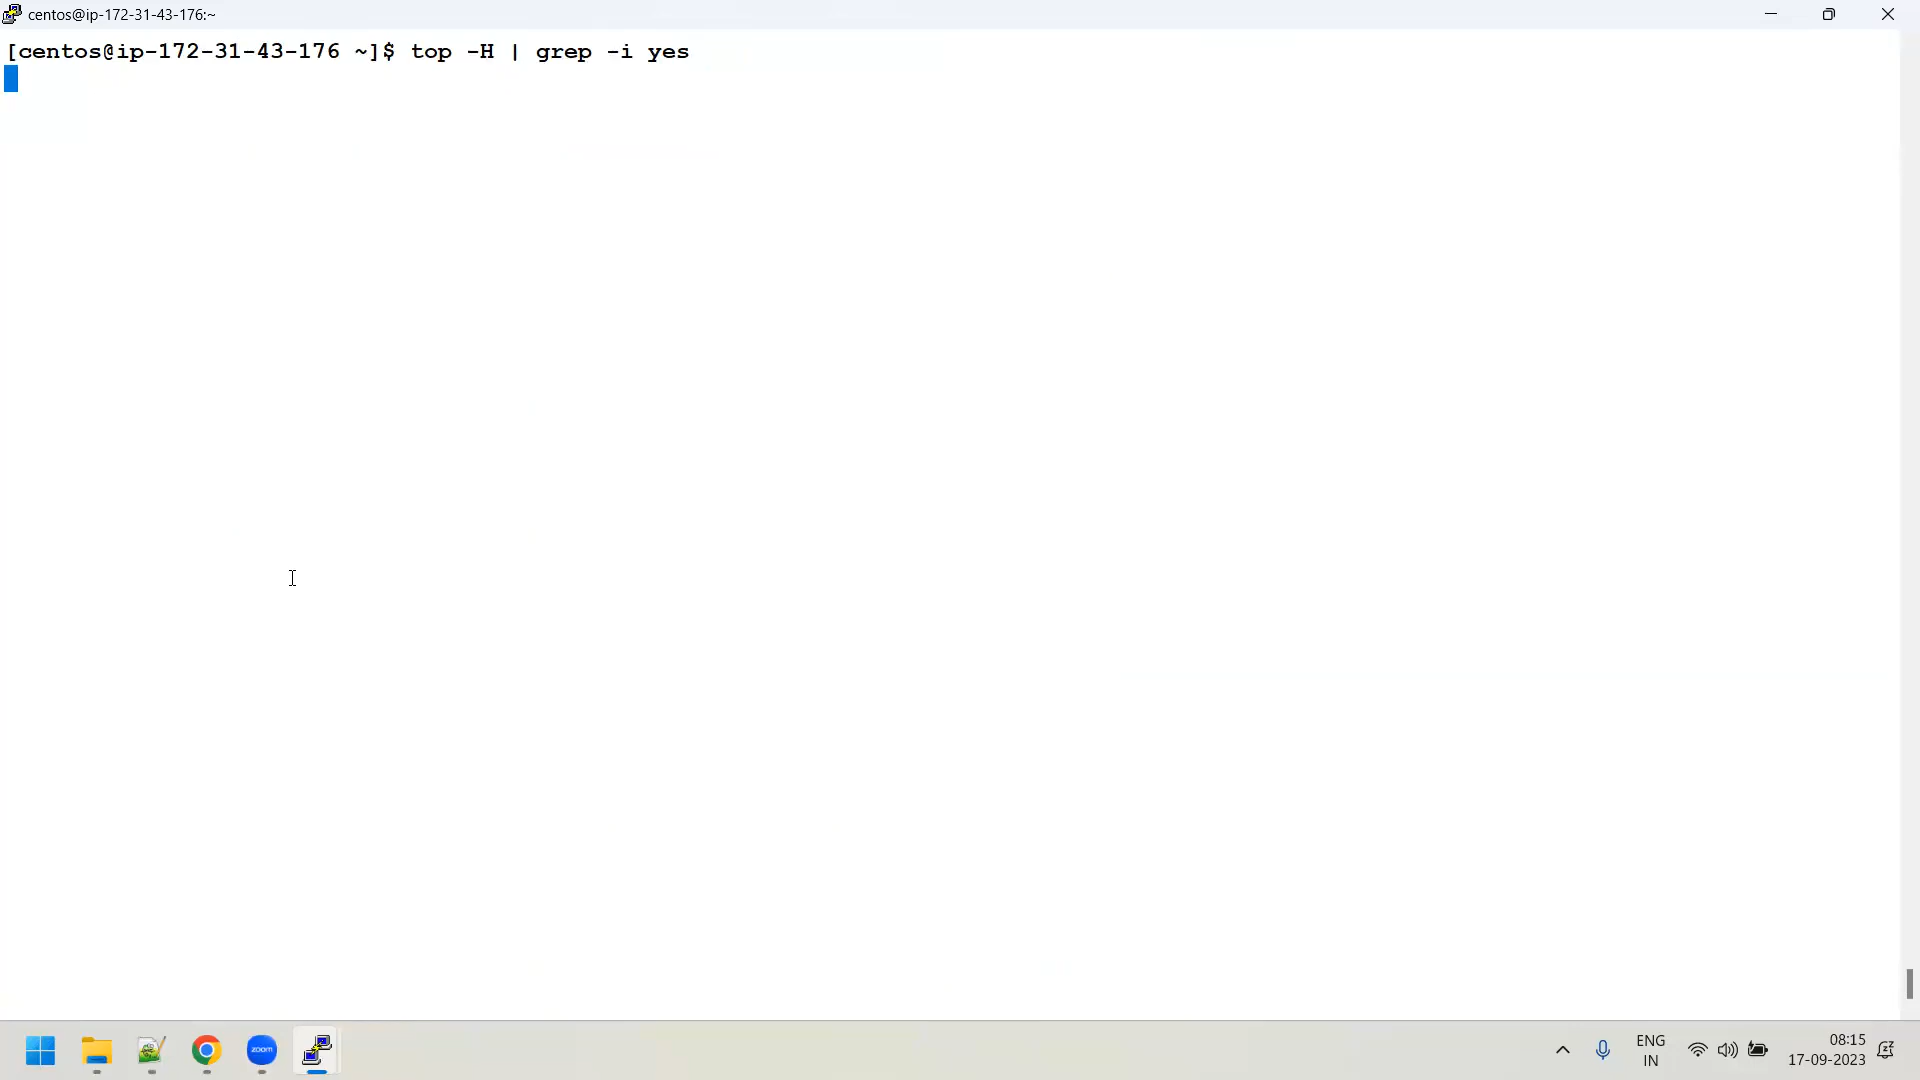 centos@ip-172-31-43-176:~
[centos@ip-172-31-43-176 ~]$ top -H | grep -i yes
zoom
ENG
IN
08:15
17-09-2023